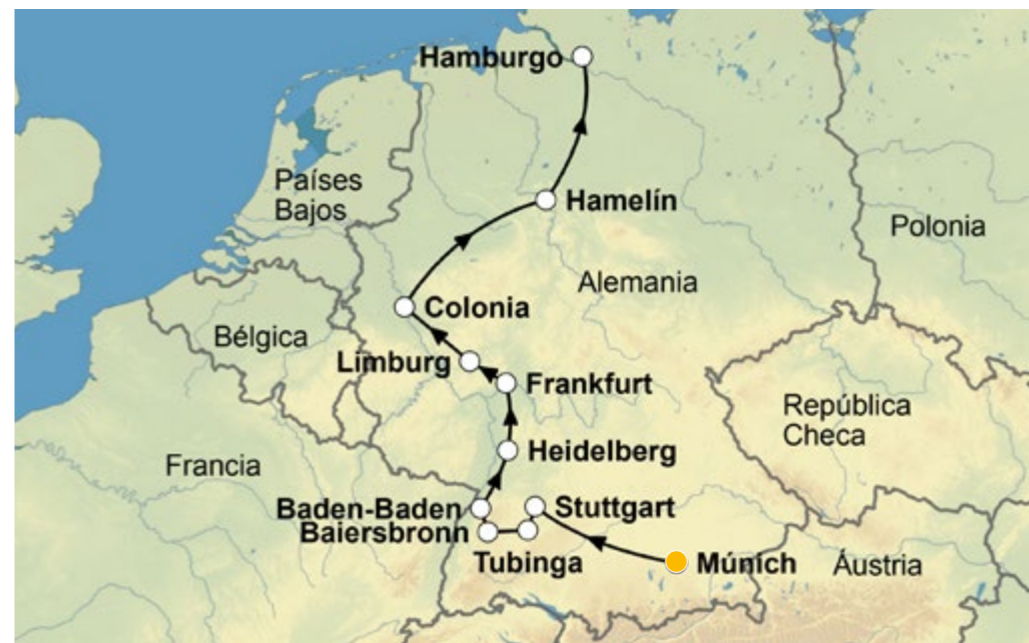 Hamburgo
Países
Bajos
Hamelín
Polonia
Alemania
Colonia
Bélgica
Limburg
Frankfurt
República
Checa
Heidelberg
Francia
Baden-Baden
Stuttgart
Baiersbronn
Tubinga
Múnich
Áustria